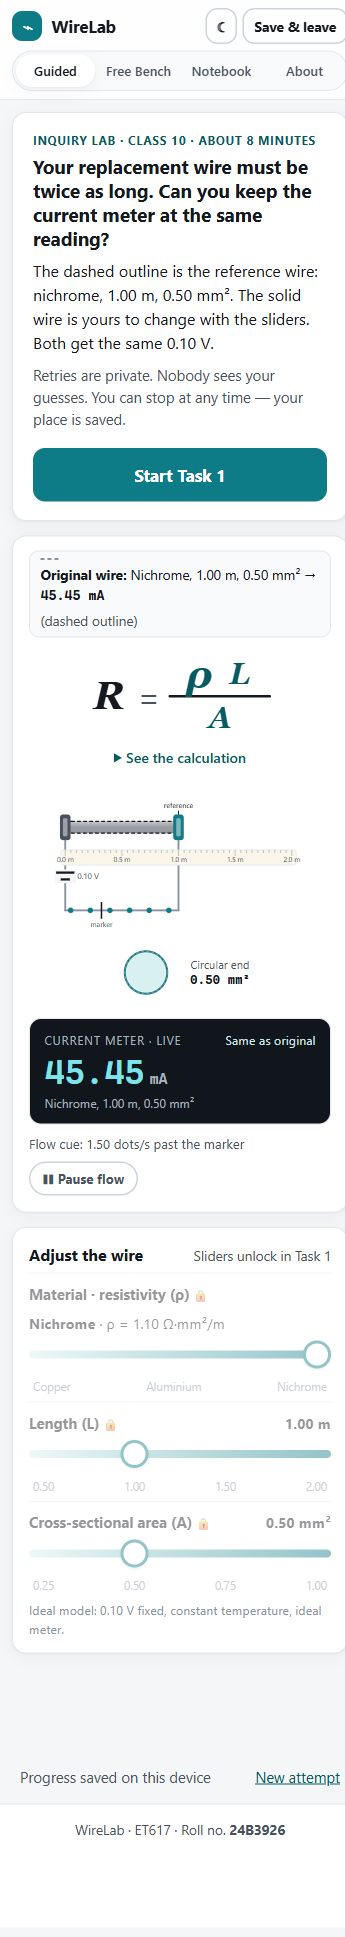 WireLab
Save & leave
Guided
Free Bench
Notebook
About
INQUIRY LAB · CLASS 10 · ABOUT 8 MINUTES
Your replacement wire must be
twice as long. Can you keep the
current meter at the same
reading?
The dashed outline is the reference wire:
nichrome, 1.00 m, 0.50 mm². The solid
wire is yours to change with the sliders.
Both get the same 0.10 V.
Retries are private. Nobody sees your
guesses. You can stop at any time — your
place is saved.
Start Task 1
Original wire: Nichrome, 1.00 m, 0.50 mm² →
45.45 mA
(dashed outline)
R = ρ L
A
▶ See the calculation
reference
0.0 m 0.5 m 1.0 m 1.5 m 2.0 m
0.10 V
marker
Circular end
0.50 mm²
CURRENT METER · LIVE
Same as original
45.45 mA
Nichrome, 1.00 m, 0.50 mm²
Flow cue: 1.50 dots/s past the marker
Pause flow
Adjust the wire
Sliders unlock in Task 1
Material · resistivity (ρ)
Nichrome · ρ = 1.10 Ω·mm²/m
Copper Aluminium Nichrome
Length (L) 1.00 m
0.50 1.00 1.50 2.00
Cross-sectional area (A) 0.50 mm²
0.25 0.50 0.75 1.00
Ideal model: 0.10 V fixed, constant temperature, ideal
meter.
Progress saved on this device
New attempt
WireLab · ET617 · Roll no. 24B3926